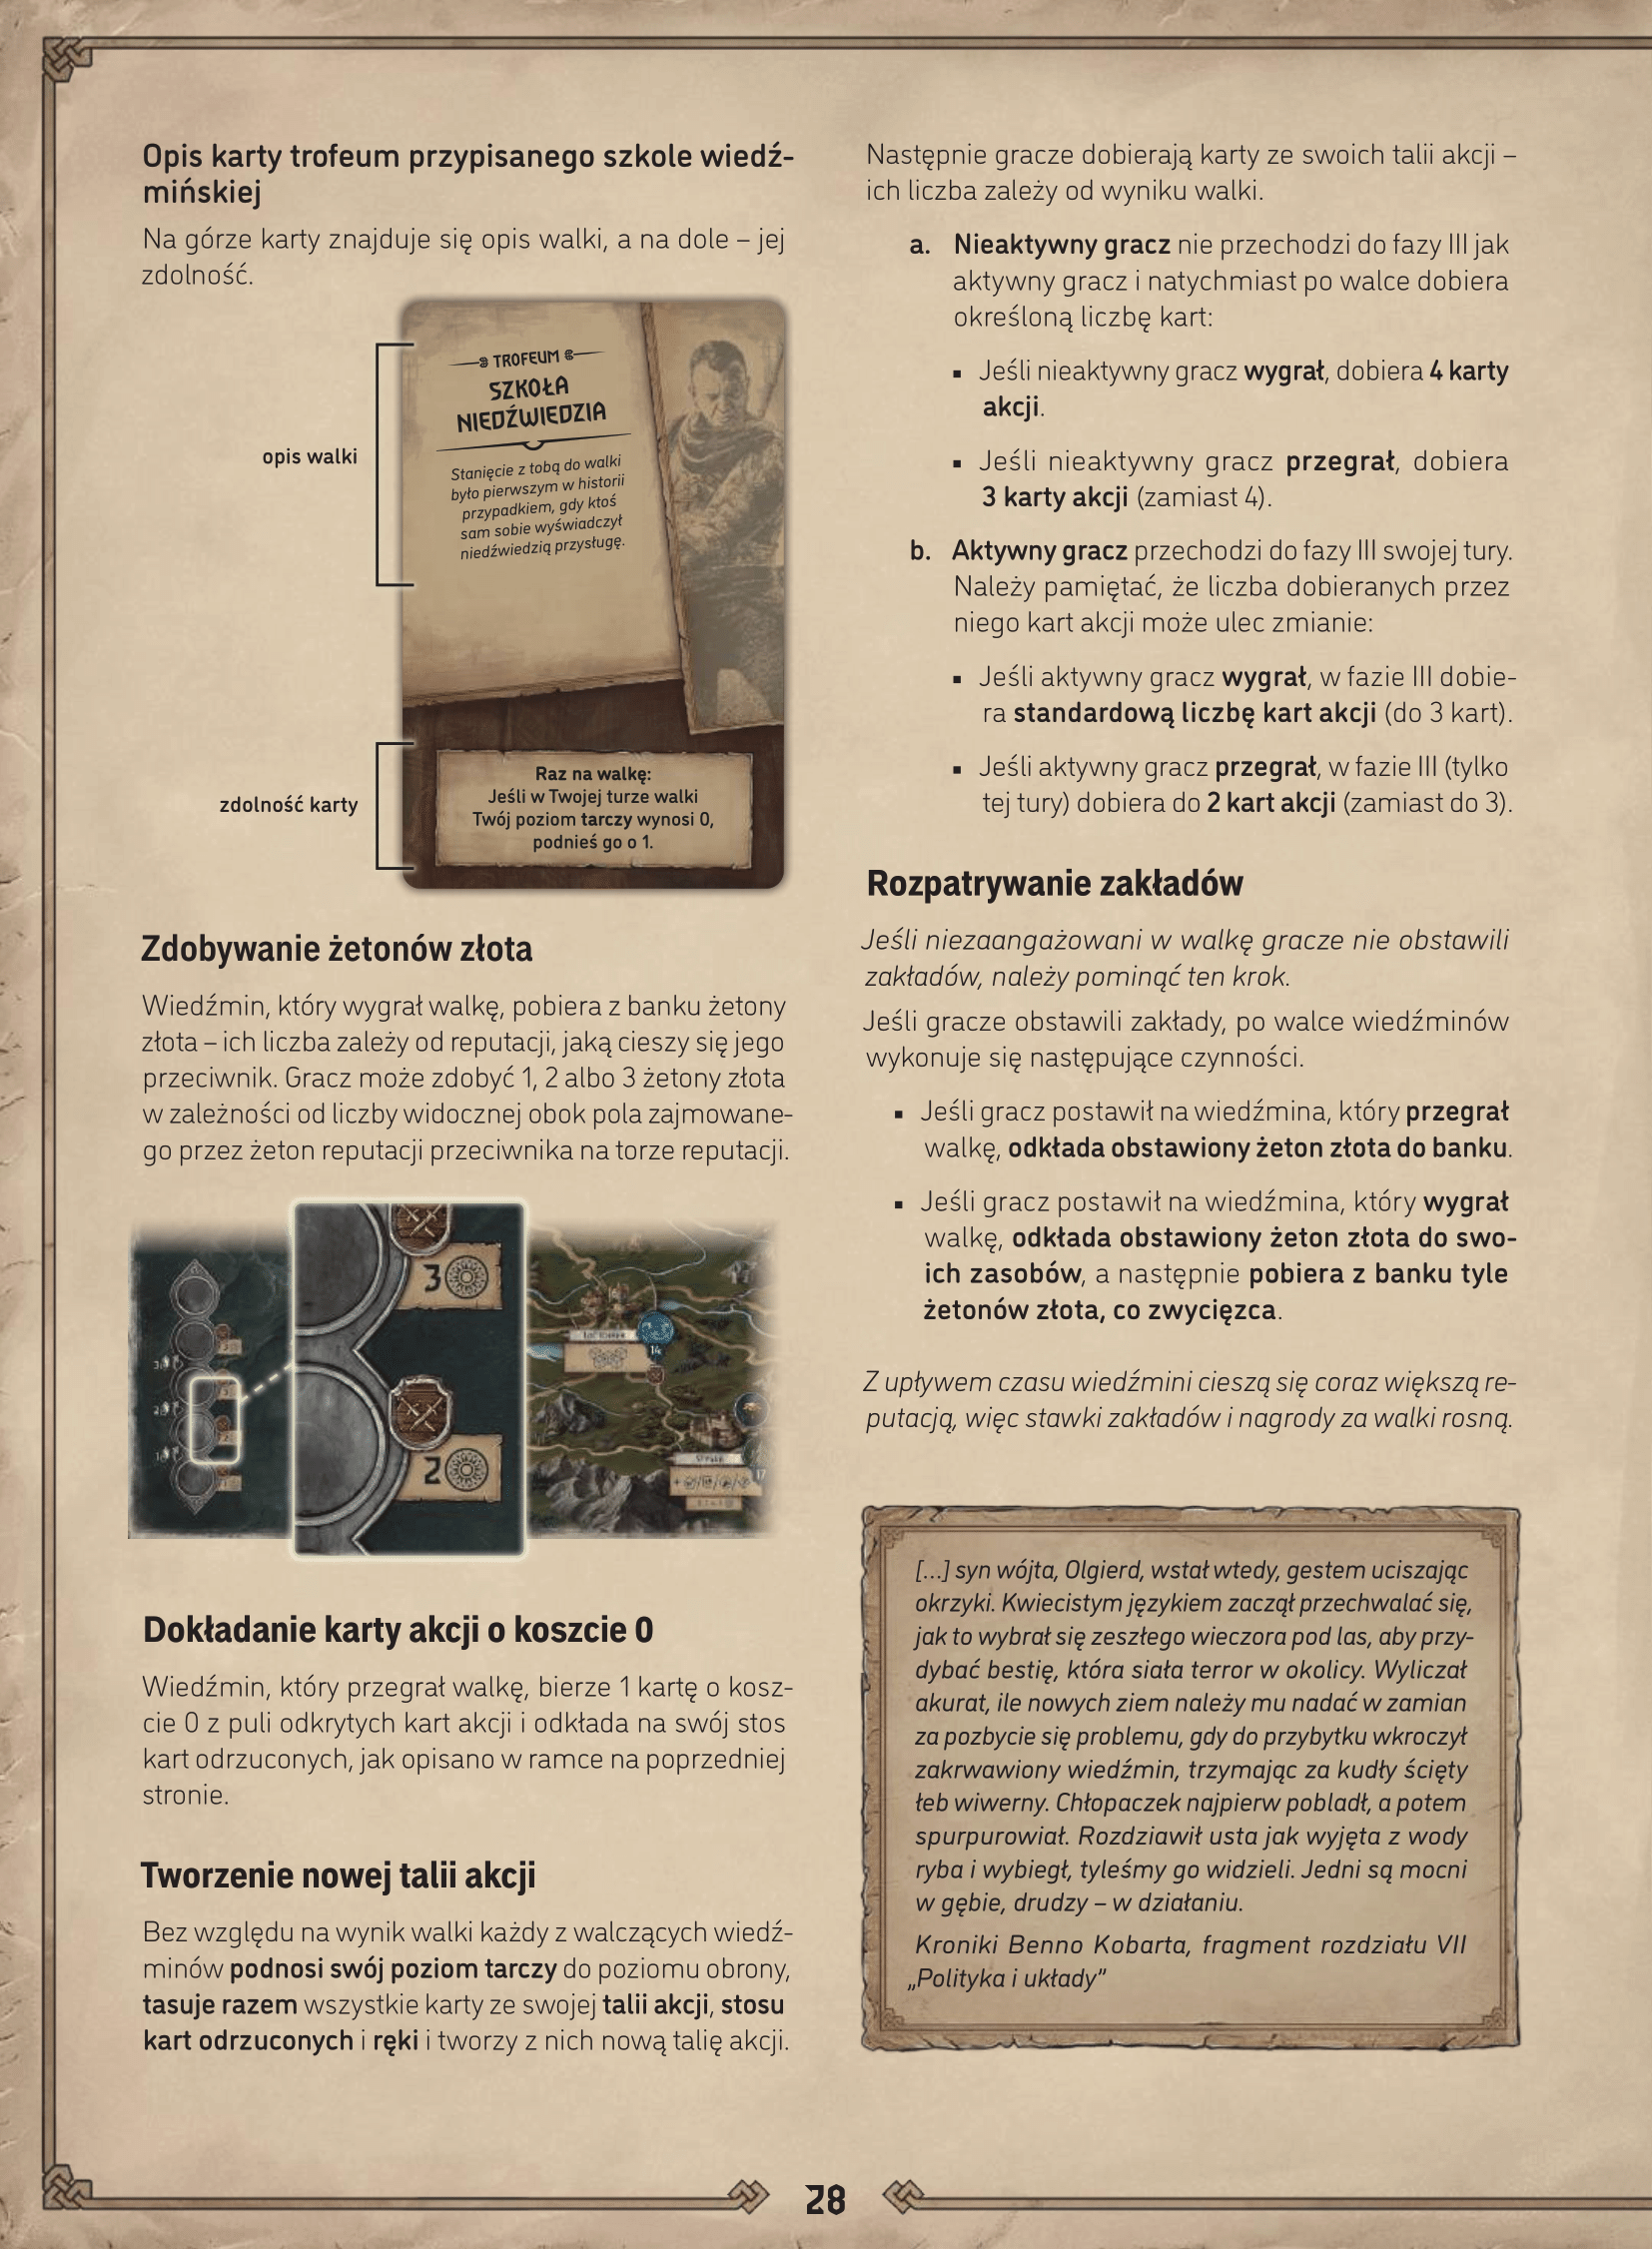 Opis karty trofeum przypisanego szkole wiedź-
mińskiej
Na górze karty znajduje się opis walki, a na dole – jej
zdolność.
TROFEUM
SZKOŁA
NIEDŹWIEDZIA
opis walki
Stanięcie z tobą do walki
było pierwszym w historii
przypadkiem, gdy ktoś
sam sobie wyświadczył
niedźwiedzią przysługę.
zdolność karty
Raz na walkę:
Jeśli w Twojej turze walki
Twój poziom tarczy wynosi 0,
podnieś go o 1.
Zdobywanie żetonów złota
Wiedźmin, który wygrał walkę, pobiera z banku żetony
złota – ich liczba zależy od reputacji, jaką cieszy się jego
przeciwnik. Gracz może zdobyć 1, 2 albo 3 żetony złota
w zależności od liczby widocznej obok pola zajmowane-
go przez żeton reputacji przeciwnika na torze reputacji.
3
2
14
17
Dokładanie karty akcji o koszcie 0
Wiedźmin, który przegrał walkę, bierze 1 kartę o kosz-
cie 0 z puli odkrytych kart akcji i odkłada na swój stos
kart odrzuconych, jak opisano w ramce na poprzedniej
stronie.
Tworzenie nowej talii akcji
Bez względu na wynik walki każdy z walczących wiedź-
minów podnosi swój poziom tarczy do poziomu obrony,
tasuje razem wszystkie karty ze swojej talii akcji, stosu
kart odrzuconych i ręki i tworzy z nich nową talię akcji.
Następnie gracze dobierają karty ze swoich talii akcji –
ich liczba zależy od wyniku walki.
a. Nieaktywny gracz nie przechodzi do fazy III jak
aktywny gracz i natychmiast po walce dobiera
określoną liczbę kart:
▪ Jeśli nieaktywny gracz wygrał, dobiera 4 karty
akcji.
▪ Jeśli nieaktywny gracz przegrał, dobiera
3 karty akcji (zamiast 4).
b. Aktywny gracz przechodzi do fazy III swojej tury.
Należy pamiętać, że liczba dobieranych przez
niego kart akcji może ulec zmianie:
▪ Jeśli aktywny gracz wygrał, w fazie III dobie-
ra standardową liczbę kart akcji (do 3 kart).
▪ Jeśli aktywny gracz przegrał, w fazie III (tylko
tej tury) dobiera do 2 kart akcji (zamiast do 3).
Rozpatrywanie zakładów
Jeśli niezaangażowani w walkę gracze nie obstawili
zakładów, należy pominąć ten krok.
Jeśli gracze obstawili zakłady, po walce wiedźminów
wykonuje się następujące czynności.
▪ Jeśli gracz postawił na wiedźmina, który przegrał
walkę, odkłada obstawiony żeton złota do banku.
▪ Jeśli gracz postawił na wiedźmina, który wygrał
walkę, odkłada obstawiony żeton złota do swo-
ich zasobów, a następnie pobiera z banku tyle
żetonów złota, co zwycięzca.
Z upływem czasu wiedźmini cieszą się coraz większą re-
putacją, więc stawki zakładów i nagrody za walki rosną.
[...] syn wójta, Olgierd, wstał wtedy, gestem uciszając
okrzyki. Kwiecistym językiem zaczął przechwalać się,
jak to wybrał się zeszłego wieczora pod las, aby przy-
dybać bestię, która siała terror w okolicy. Wyliczał
akurat, ile nowych ziem należy mu nadać w zamian
za pozbycie się problemu, gdy do przybytku wkroczył
zakrwawiony wiedźmin, trzymając za kudły ścięty
łeb wiwerny. Chłopaczek najpierw pobladł, a potem
spurpurowiał. Rozdziawił usta jak wyjęta z wody
ryba i wybiegł, tyleśmy go widzieli. Jedni są mocni
w gębie, drudzy – w działaniu.
Kroniki Benno Kobarta, fragment rozdziału VII
„Polityka i układy”
28